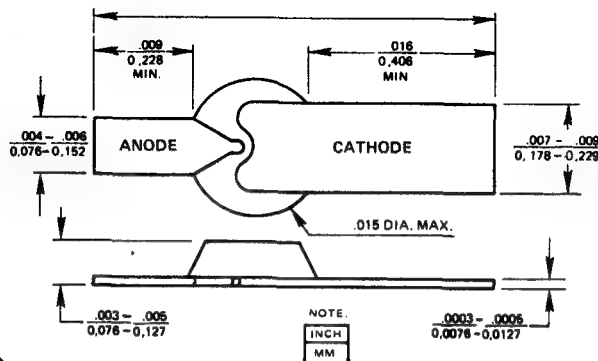 .009
0,228
MIN.
.016
0,406
MIN
.004 – .006
0,076 – 0,152
ANODE
CATHODE
.007 – .009
0,178 – 0,229
.015 DIA. MAX.
.003 – .005
0,076 – 0,127
NOTE.
INCH
MM
.0003 – .0005
0,0076 – 0,0127